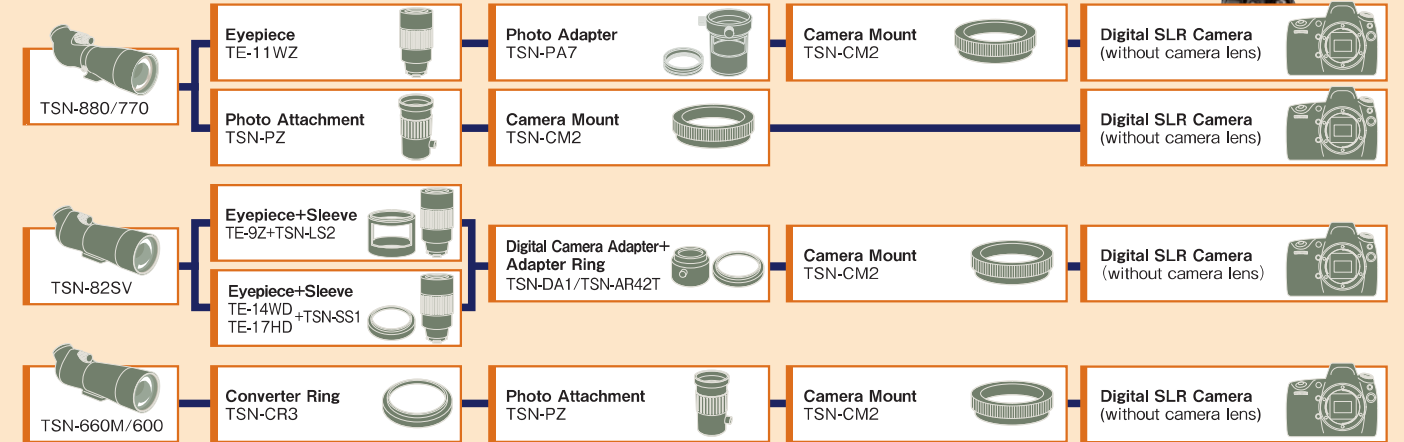 TSN-880/770
Eyepiece
TE-11WZ
Photo Adapter
TSN-PA7
Camera Mount
TSN-CM2
Digital SLR Camera
(without camera lens)
Photo Attachment
TSN-PZ
Camera Mount
TSN-CM2
Digital SLR Camera
(without camera lens)
TSN-82SV
Eyepiece+Sleeve
TE-9Z+TSN-LS2
Eyepiece+Sleeve
TE-14WD
TE-17HD +TSN-SS1
Digital Camera Adapter+
Adapter Ring
TSN-DA1/TSN-AR42T
Camera Mount
TSN-CM2
Digital SLR Camera
(without camera lens)
TSN-660M/600
Converter Ring
TSN-CR3
Photo Attachment
TSN-PZ
Camera Mount
TSN-CM2
Digital SLR Camera
(without camera lens)